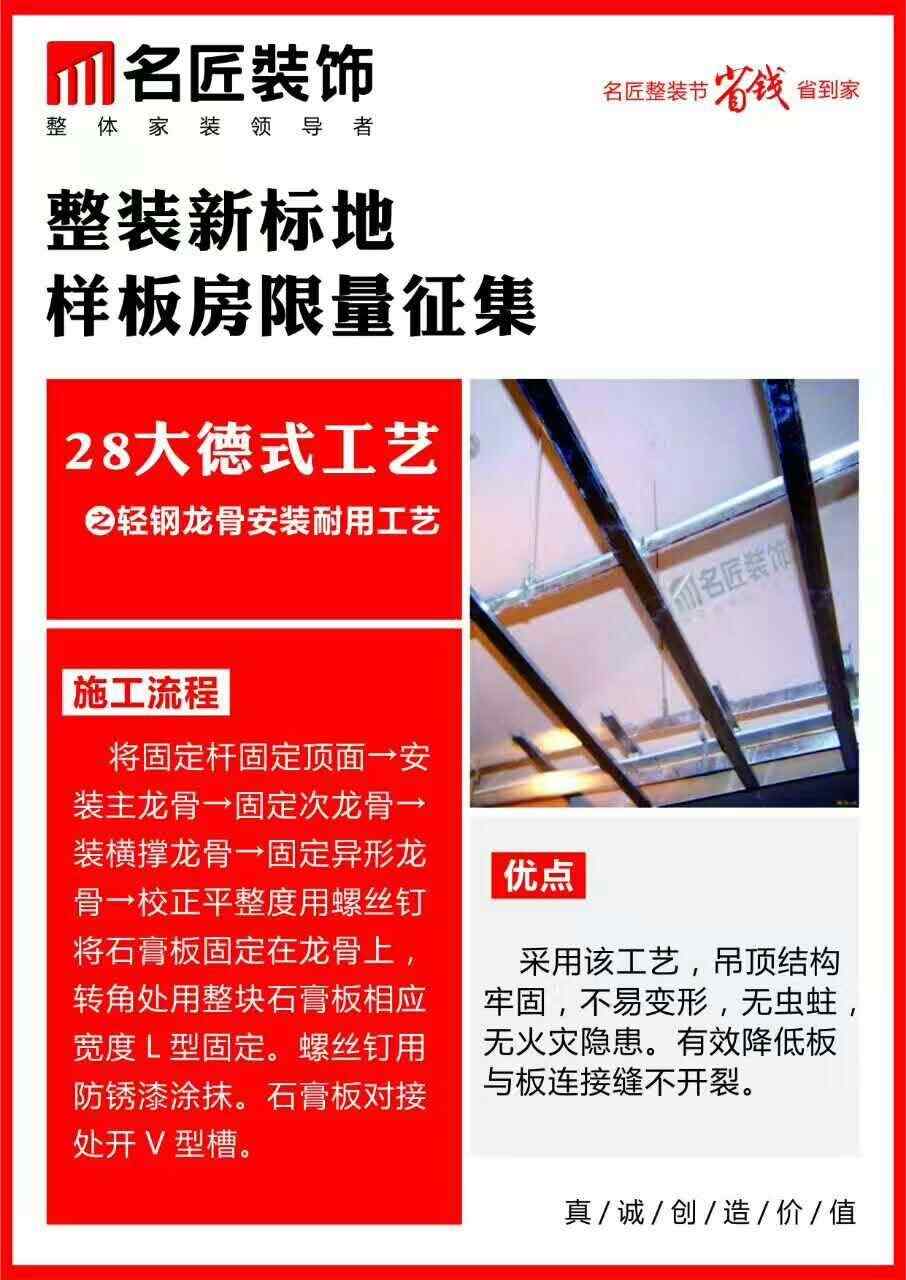 名匠装饰
整体家装领导者
名匠整装节省钱省到家
整装新标地
样板房限量征集
28大德式工艺
之轻钢龙骨安装耐用工艺
施工流程
将固定杆固定顶面→安
装主龙骨→固定次龙骨→
装横撑龙骨→固定异形龙
骨→校正平整度用螺丝钉
将石膏板固定在龙骨上，
转角处用整块石膏板相应
宽度 L 型固定。螺丝钉用
防锈漆涂抹。石膏板对接
处开 V 型槽。
名匠装饰
优点
采用该工艺，吊顶结构
牢固，不易变形，无虫蛀，
无火灾隐患。有效降低板
与板连接缝不开裂。
真/诚/创/造/价/值